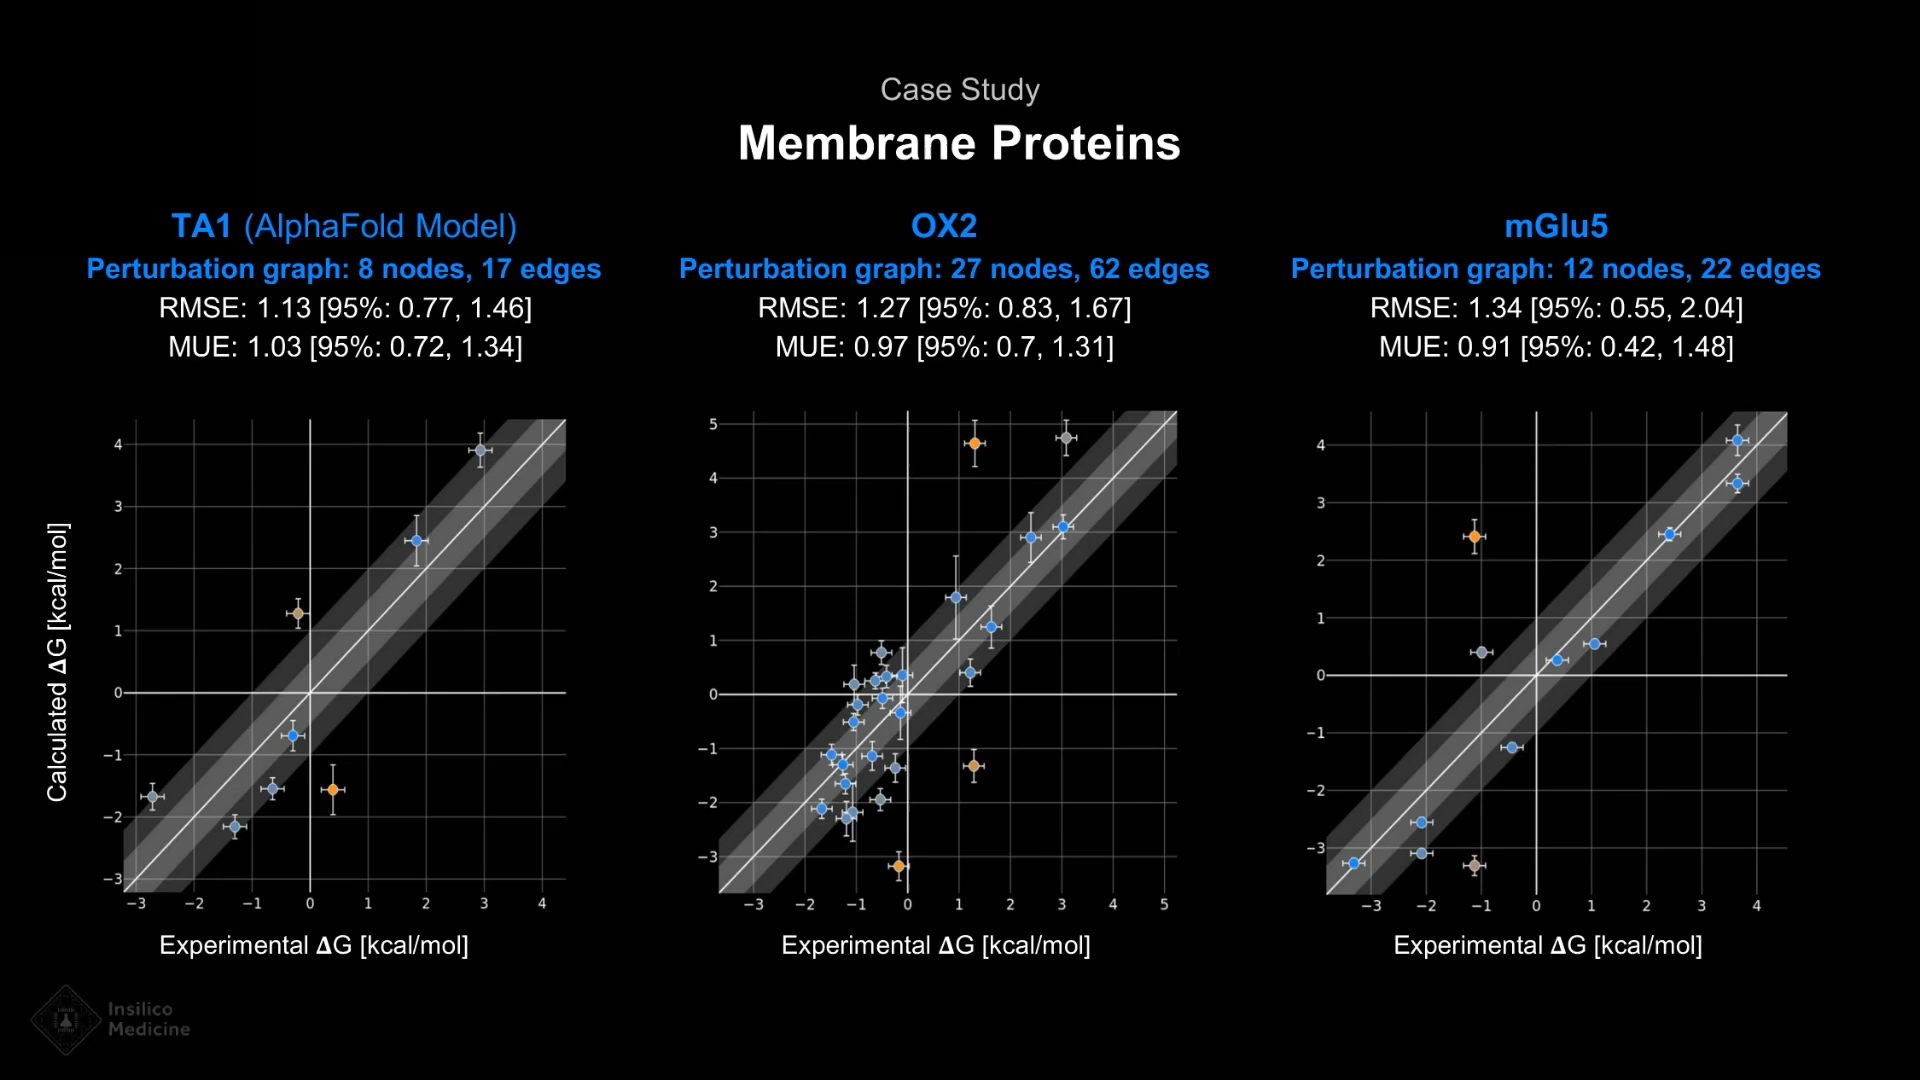 Case Study
Membrane Proteins
TA1 (AlphaFold Model)
Perturbation graph: 8 nodes, 17 edges
RMSE: 1.13 [95%: 0.77, 1.46]
MUE: 1.03 [95%: 0.72, 1.34]
OX2
Perturbation graph: 27 nodes, 62 edges
RMSE: 1.27 [95%: 0.83, 1.67]
MUE: 0.97 [95%: 0.7, 1.31]
mGlu5
Perturbation graph: 12 nodes, 22 edges
RMSE: 1.34 [95%: 0.55, 2.04]
MUE: 0.91 [95%: 0.42, 1.48]
Calculated ΔG [kcal/mol]
4
3
2
1
0
−1
−2
−3
−3 −2 −1 0 1 2 3 4
Experimental ΔG [kcal/mol]
5
4
3
2
1
0
−1
−2
−3
−3 −2 −1 0 1 2 3 4 5
Experimental ΔG [kcal/mol]
4
3
2
1
0
−1
−2
−3
−3 −2 −1 0 1 2 3 4
Experimental ΔG [kcal/mol]
Insilico
Medicine